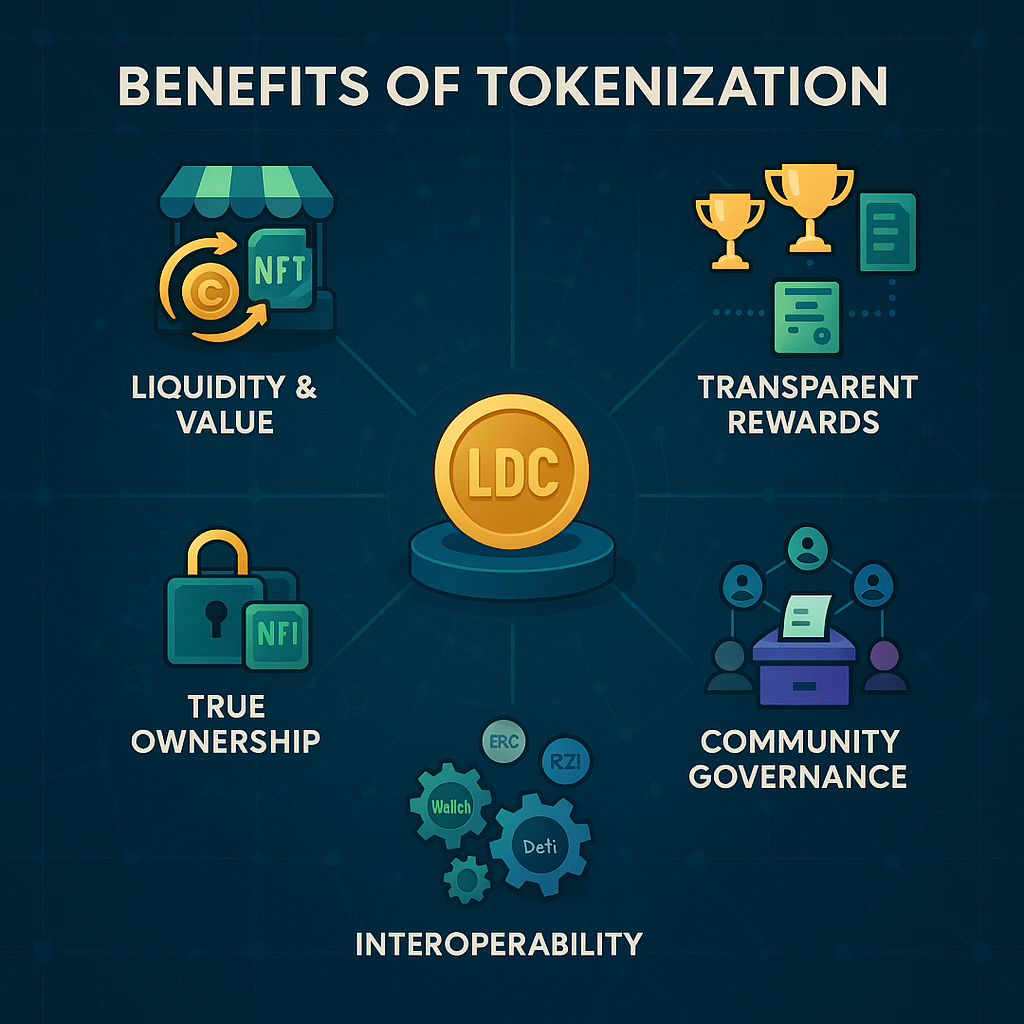 BENEFITS OF TOKENIZATION
C
NFT
LIQUIDITY &
VALUE
TRANSPARENT
REWARDS
LDC
NFI
TRUE
OWNERSHIP
COMMUNITY
GOVERNANCE
ERC
RZ!
Wallch
Deti
INTEROPERABILITY